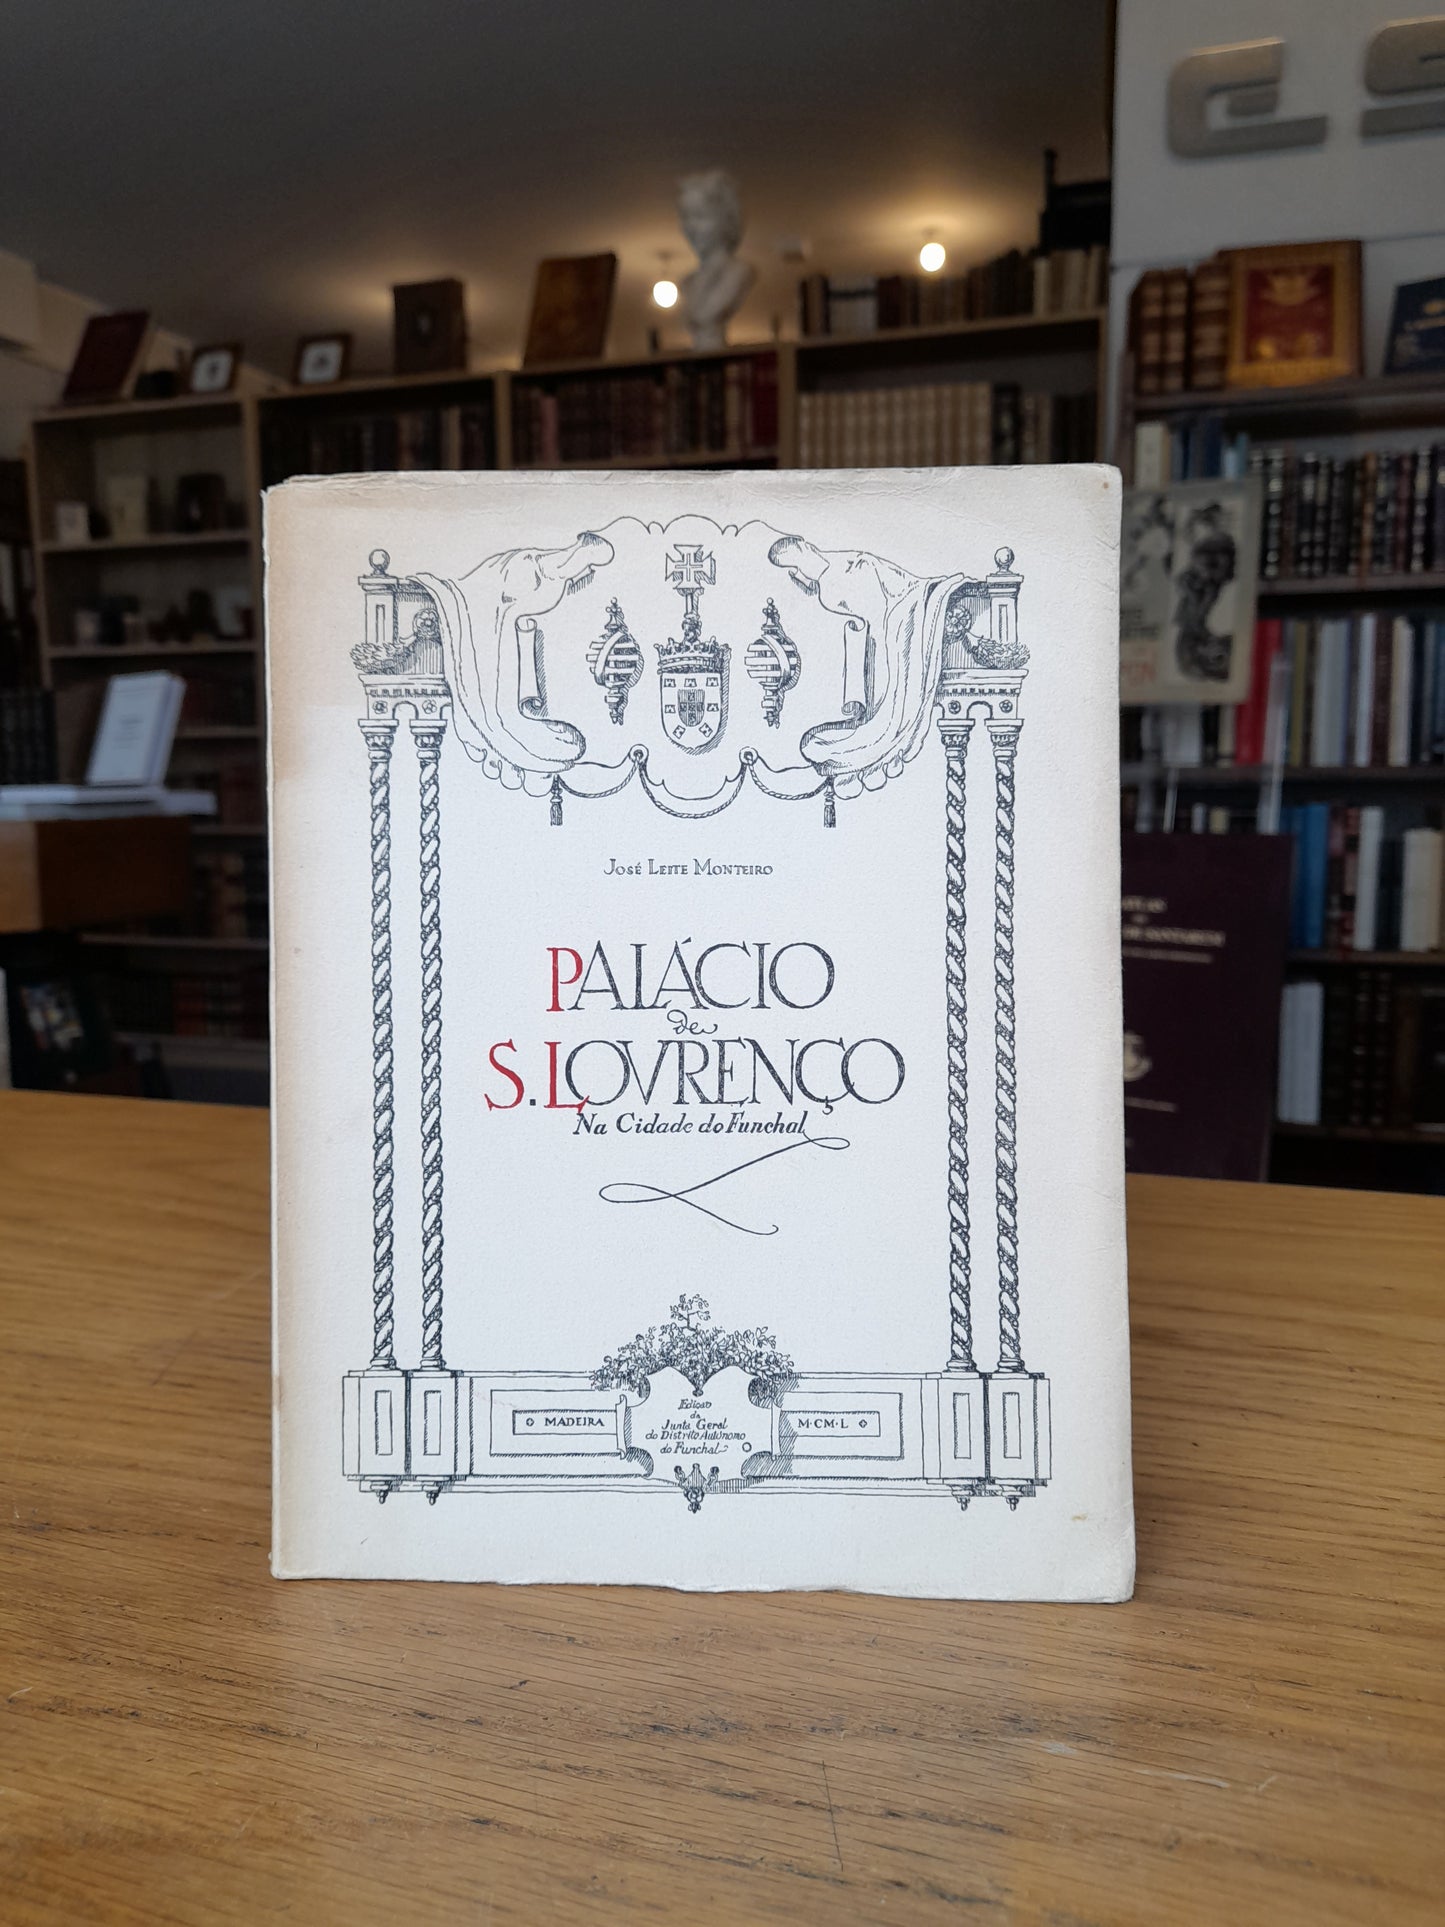 es
José Leite Monteiro
PALÁCIO
de
S. LOVRENÇO
Na Cidade do Funchal
MADEIRA
Edição
da
Junta Geral
do Distrito Autónomo
do Funchal
M·CM·L